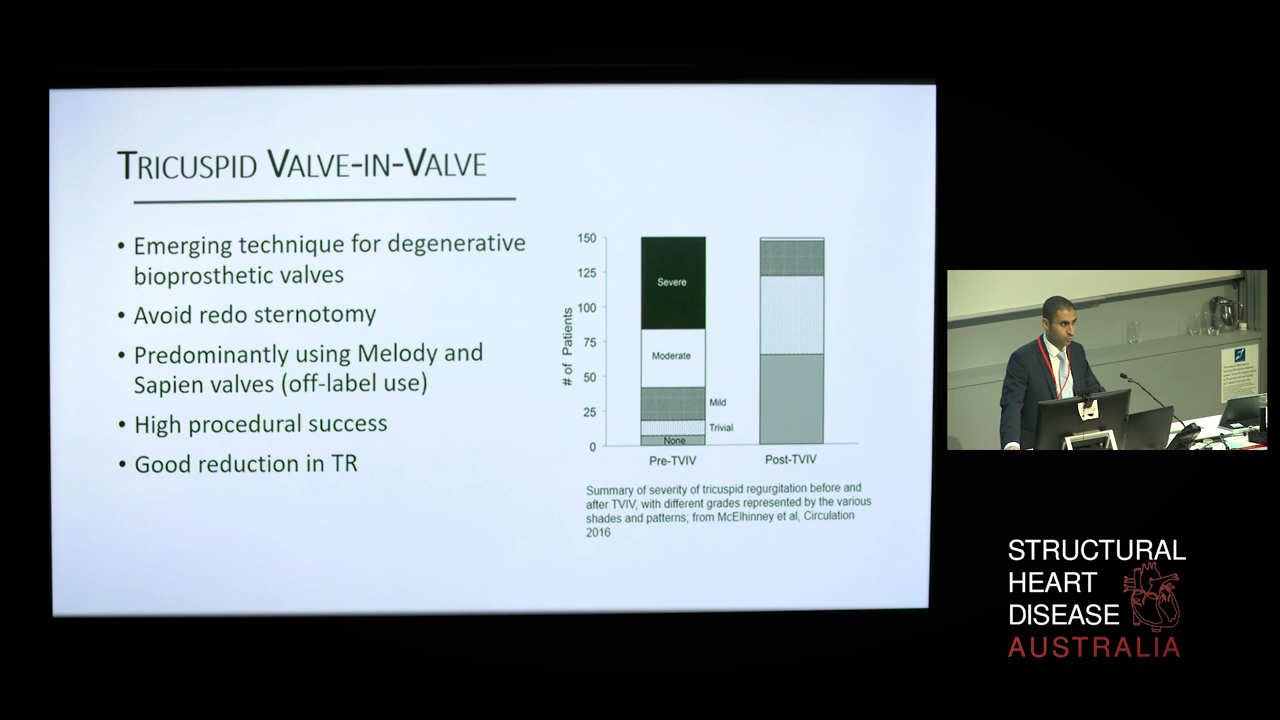 TRICUSPID VALVE-IN-VALVE
• Emerging technique for degenerative
bioprosthetic valves
• Avoid redo sternotomy
• Predominantly using Melody and
Sapien valves (off-label use)
• High procedural success
• Good reduction in TR
# of Patients
150
125
100
75
50
25
0
Severe
Moderate
Mild
Trivial
None
Pre-TVIV
Post-TVIV
Summary of severity of tricuspid regurgitation before and
after TVIV, with different grades represented by the various
shades and patterns; from McElhinney et al, Circulation
2016
STRUCTURAL
HEART
DISEASE
AUSTRALIA